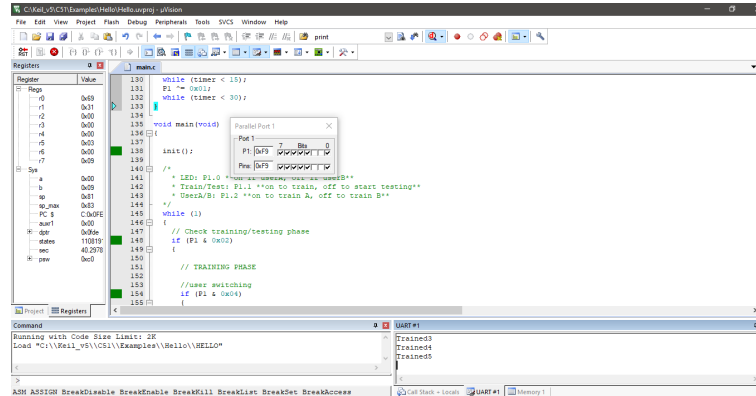 C:\Keil_v5\C51\Examples\Hello\Hello.uvproj - µVision
File Edit View Project Flash Debug Peripherals Tools SVCS Window Help
print
Registers
Register Value
Regs
r0 0x69
r1 0x31
r2 0x00
r3 0x00
r4 0x00
r5 0x03
r6 0x00
r7 0x09
Sys
a 0x00
b 0x09
sp 0x81
sp_max 0x83
PC $ C:0x0FE
auxr1 0x00
dptr 0x0fde
states 110819
sec 40.2978
psw 0xc0
Project Registers
main.c
130 while (timer < 15);
131 P1 ^= 0x01;
132 while (timer < 30);
133 }
134
135 void main(void)
136 {
137
138 init();
139
140 /*
141 * LED: P1.0 **on if userA, off if userB**
142 * Train/Test: P1.1 **on to train, off to start testing**
143 * UserA/B: P1.2 **on to train A, off to train B**
144 */
145 while (1)
146 {
147 // Check training/testing phase
148 if (P1 & 0x02)
149 {
150
151 // TRAINING PHASE
152
153 //user switching
154 if (P1 & 0x04)
155 {
Parallel Port 1
Port 1
7 Bits 0
P1: 0xF9
Pins: 0xF9
Command
Running with Code Size Limit: 2K
Load "C:\\Keil_v5\\C51\\Examples\\Hello\\HELLO"
>
ASM ASSIGN BreakDisable BreakEnable BreakKill BreakList BreakSet BreakAccess
UART #1
Trained3
Trained4
Trained5
Call Stack + Locals UART #1 Memory 1